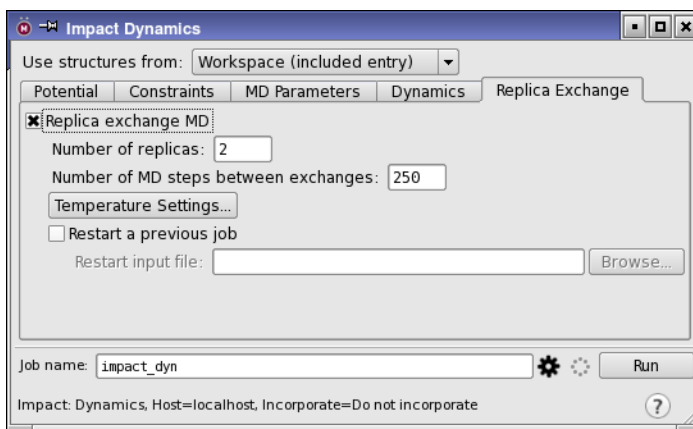 Impact Dynamics
Use structures from: Workspace (included entry)
Potential Constraints MD Parameters Dynamics Replica Exchange
Replica exchange MD
Number of replicas: 2
Number of MD steps between exchanges: 250
Temperature Settings...
Restart a previous job
Restart input file: Browse...
Job name: impact_dyn Run
Impact: Dynamics, Host=localhost, Incorporate=Do not incorporate ?